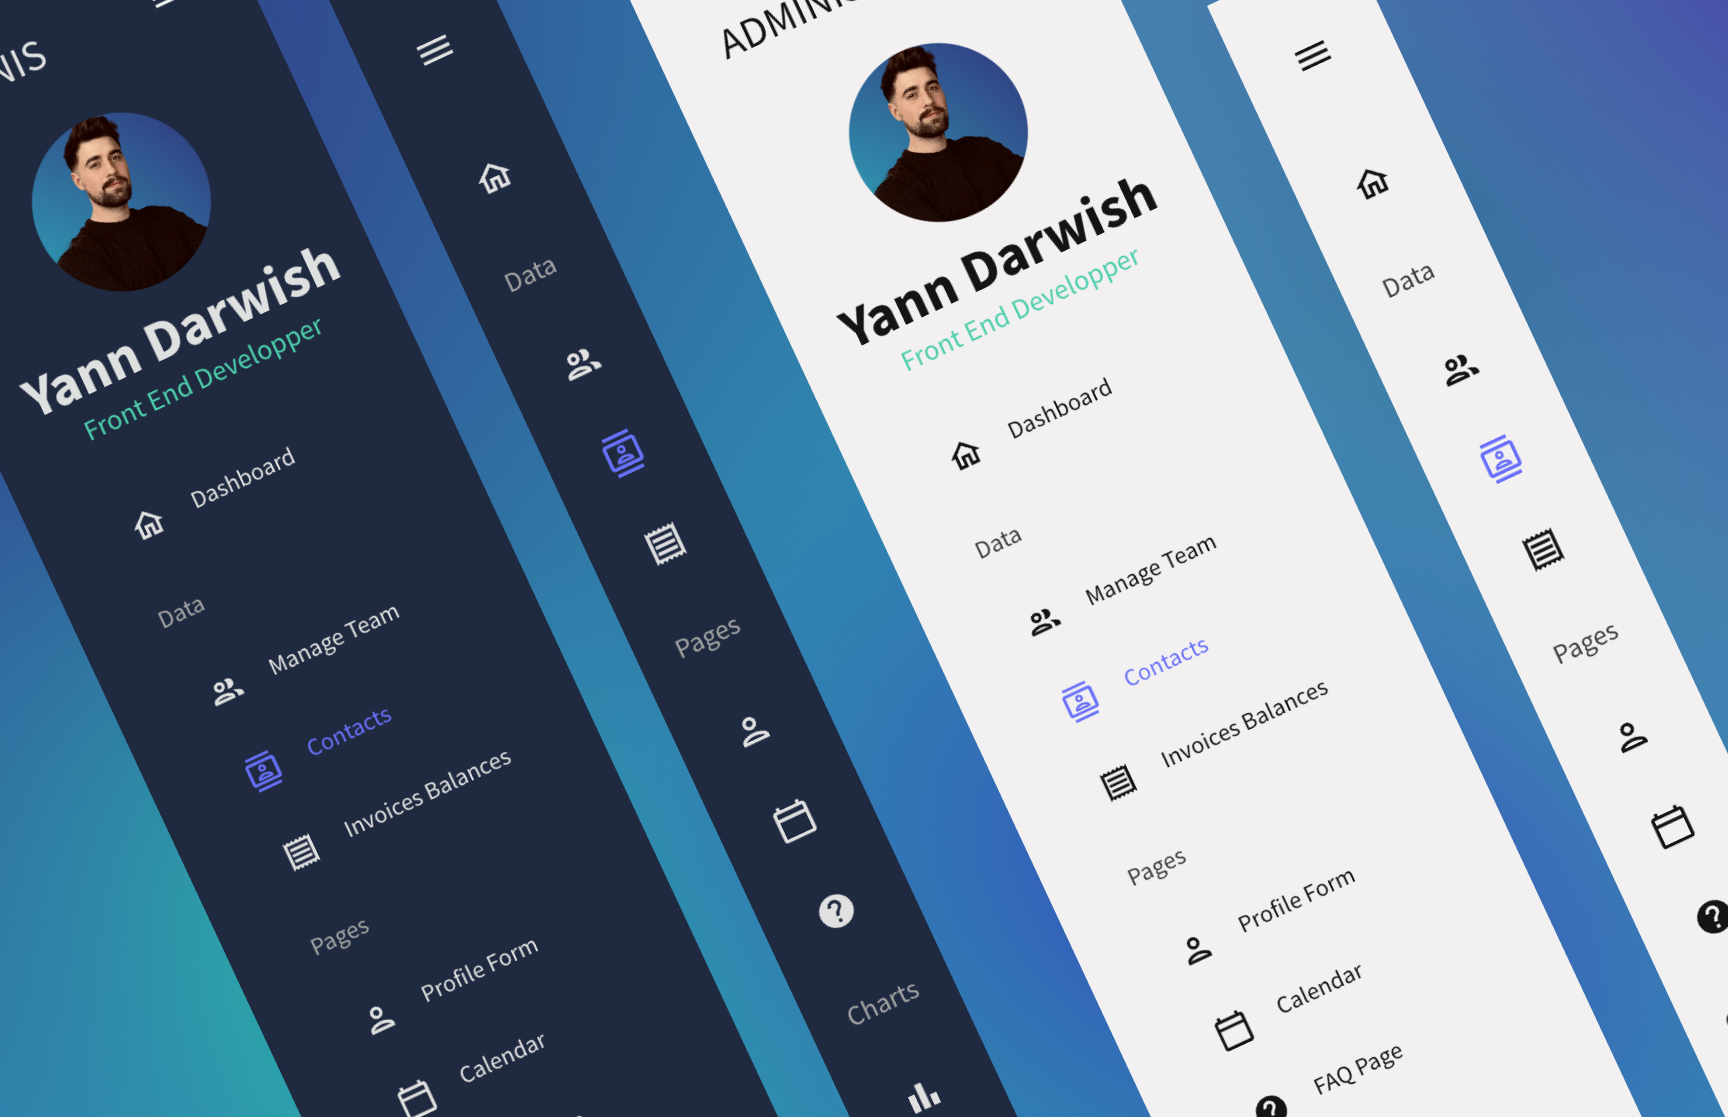 NIS
Yann Darwish
Front End Developper
Dashboard
Data
Manage Team
Contacts
Invoices Balances
Pages
Profile Form
Calendar
Data
Pages
Charts
ADMINIS
Yann Darwish
Front End Developper
Dashboard
Data
Manage Team
Contacts
Invoices Balances
Pages
Profile Form
Calendar
FAQ Page
Data
Pages